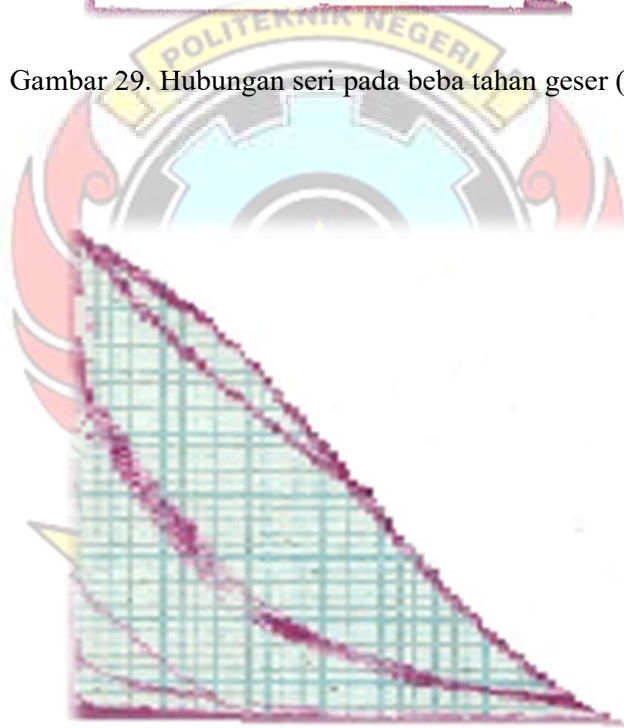 POLITEKNIK NEGERI
Gambar 29. Hubungan seri pada beba tahan geser (